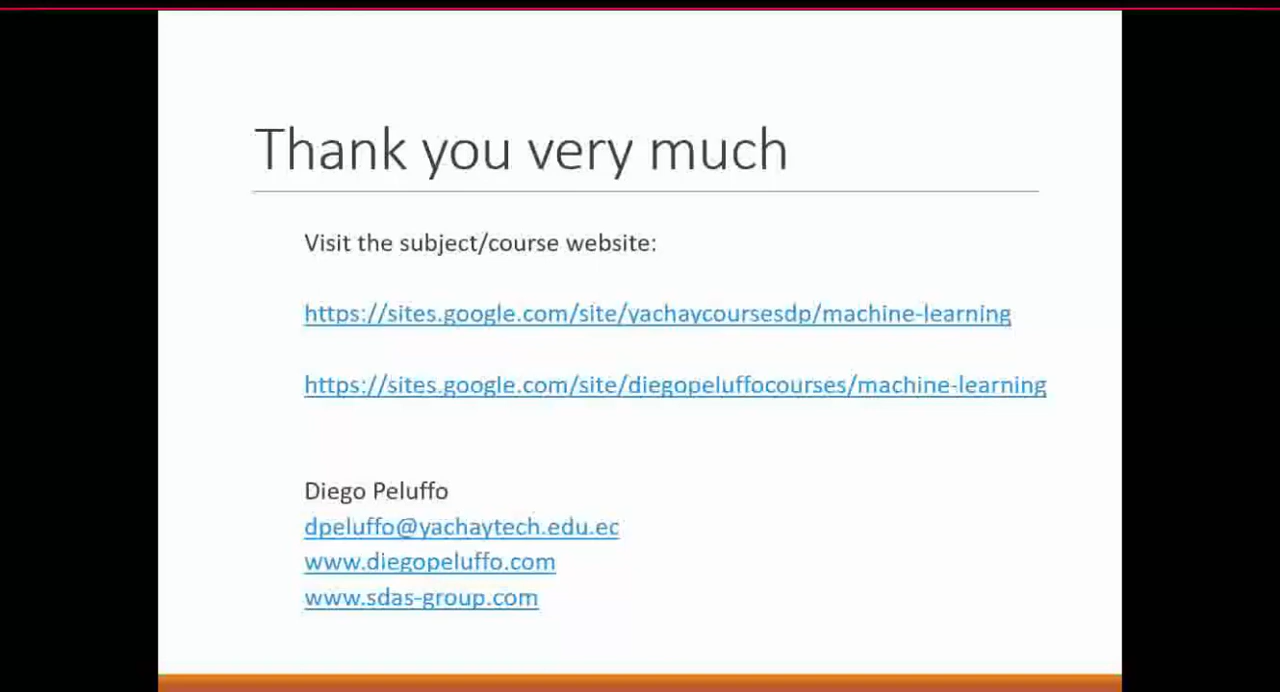 Thank you very much
Visit the subject/course website:
https://sites.google.com/site/yachaycoursesdp/machine-learning
https://sites.google.com/site/diegopeluffocourses/machine-learning
Diego Peluffo
dpeluffo@yachaytech.edu.ec
www.diegopeluffo.com
www.sdas-group.com